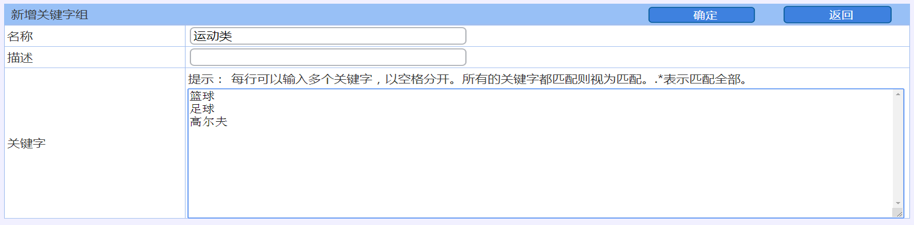 新增关键字组 确定 返回
名称 运动类
描述
提示： 每行可以输入多个关键字，以空格分开。所有的关键字都匹配则视为匹配。.*表示匹配全部。
关键字
篮球
足球
高尔夫